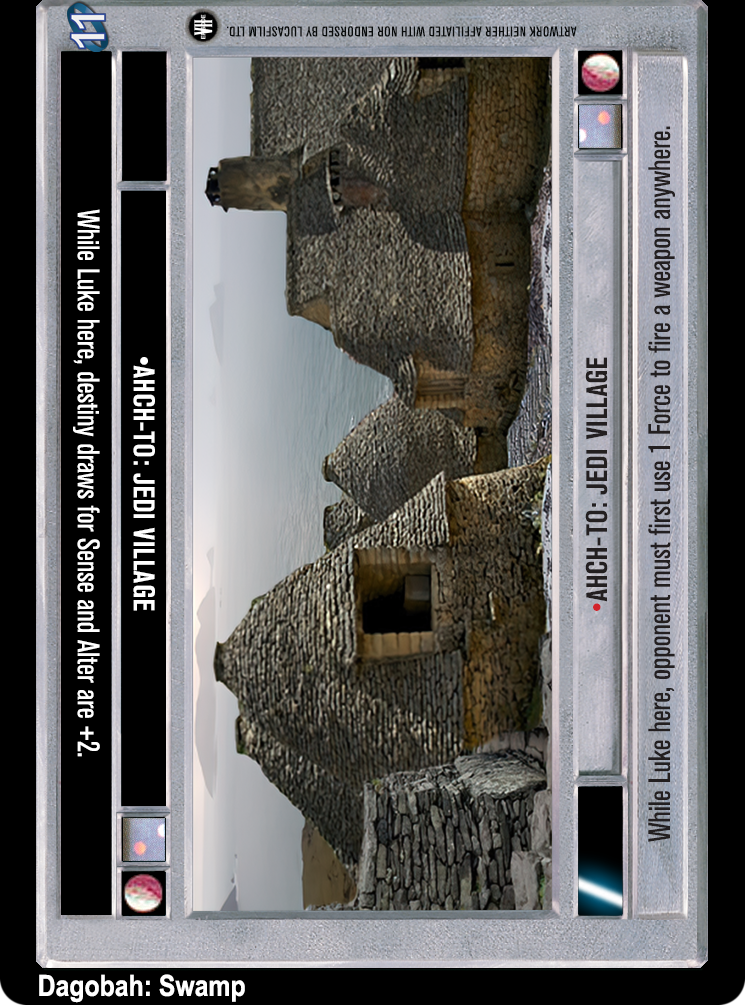 11
ARTWORK NEITHER AFFILIATED WITH NOR ENDORSED BY LUCASFILM LTD.
While Luke here, destiny draws for Sense and Alter are +2.
•AHCH-TO: JEDI VILLAGE
•AHCH-TO: JEDI VILLAGE
While Luke here, opponent must first use 1 Force to fire a weapon anywhere.
Dagobah: Swamp